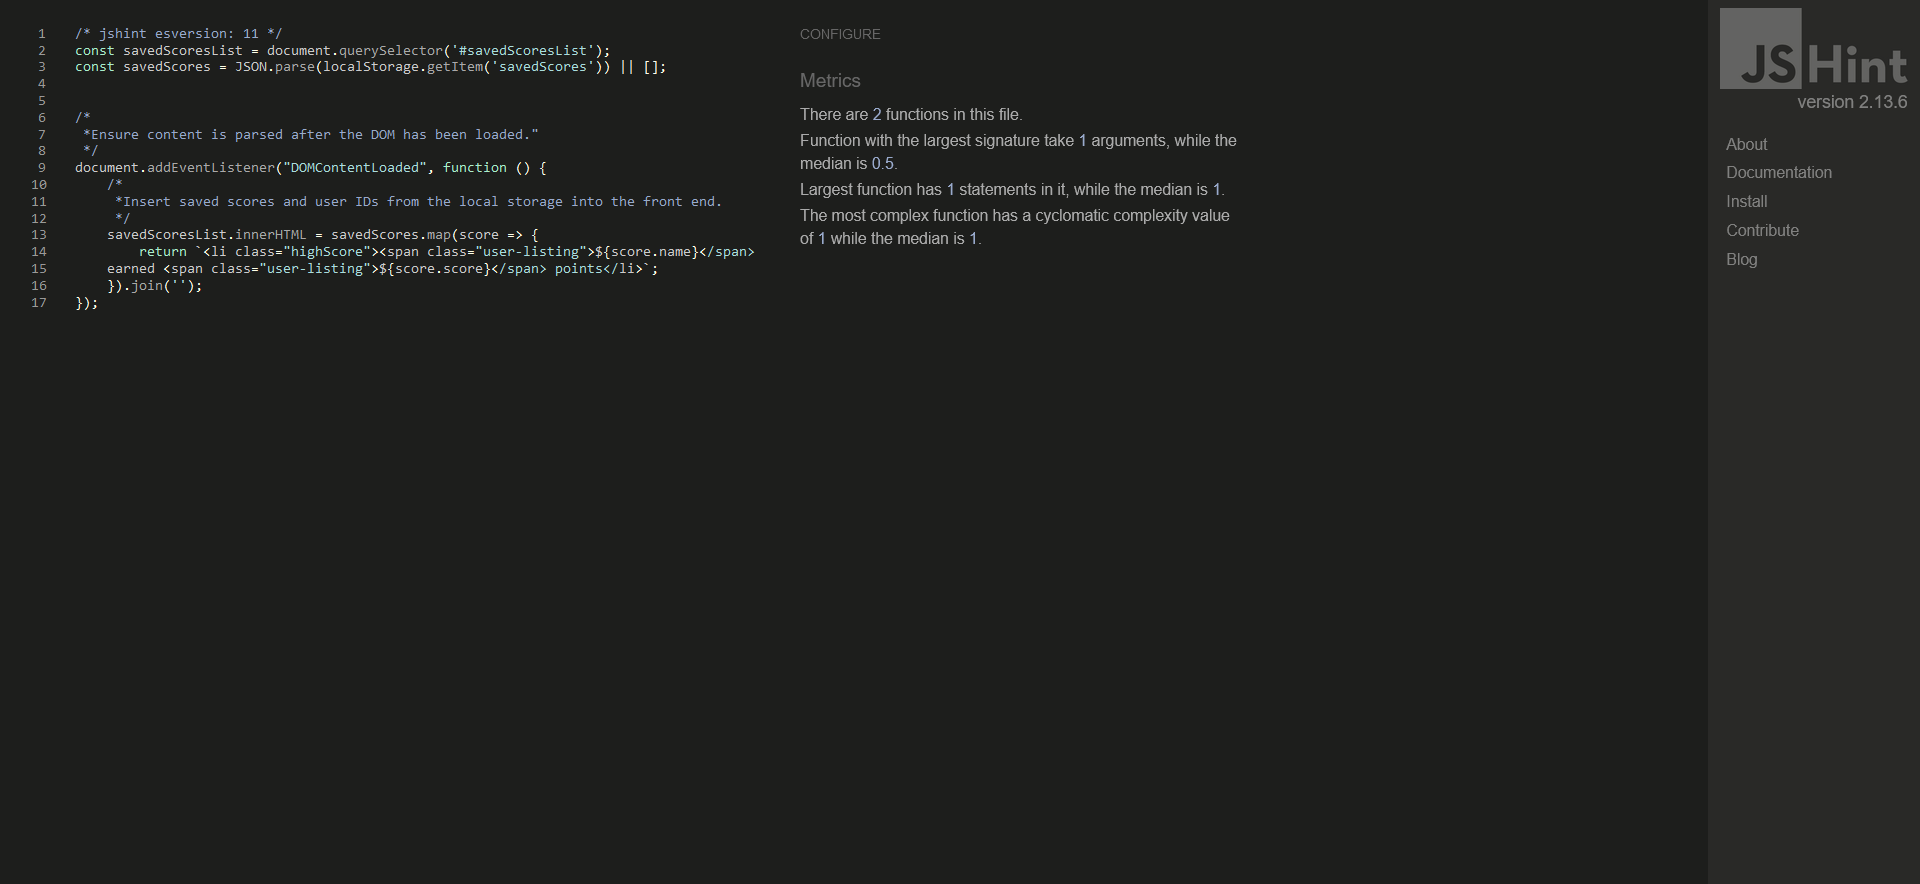 1 /* jshint esversion: 11 */
2 const savedScoresList = document.querySelector('#savedScoresList');
3 const savedScores = JSON.parse(localStorage.getItem('savedScores')) || [];
4
5
6 /*
7 *Ensure content is parsed after the DOM has been loaded."
8 */
9 document.addEventListener("DOMContentLoaded", function () {
10 /*
11 *Insert saved scores and user IDs from the local storage into the front end.
12 */
13 savedScoresList.innerHTML = savedScores.map(score => {
14 return `<li class="highScore"><span class="user-listing">${score.name}</span>
15 earned <span class="user-listing">${score.score}</span> points</li>`;
16 }).join('');
17 });
CONFIGURE
Metrics
There are 2 functions in this file.
Function with the largest signature take 1 arguments, while the
median is 0.5.
Largest function has 1 statements in it, while the median is 1.
The most complex function has a cyclomatic complexity value
of 1 while the median is 1.
JSHint
version 2.13.6
About
Documentation
Install
Contribute
Blog